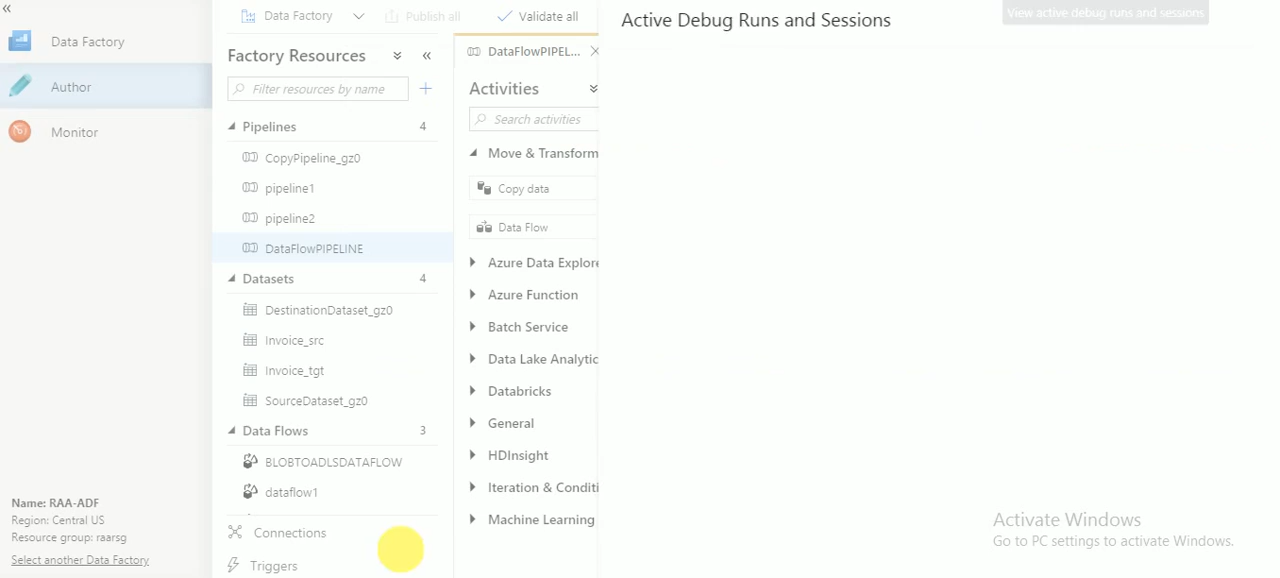 Data Factory
Author
Monitor
Name: RAA-ADF
Region: Central US
Resource group: raarsg
Select another Data Factory
Data Factory
Publish all
Validate all
Factory Resources
Filter resources by name
Pipelines 4
CopyPipeline_gz0
pipeline1
pipeline2
DataFlowPIPELINE
Datasets 4
DestinationDataset_gz0
Invoice_src
Invoice_tgt
SourceDataset_gz0
Data Flows 3
BLOBTOADLSDATAFLOW
dataflow1
Connections
Triggers
DataFlowPIPEL...
Activities
Search activities
Move & Transform
Copy data
Data Flow
Azure Data Explore
Azure Function
Batch Service
Data Lake Analytic
Databricks
General
HDInsight
Iteration & Conditi
Machine Learning
Active Debug Runs and Sessions
View active debug runs and sessions
Activate Windows
Go to PC settings to activate Windows.